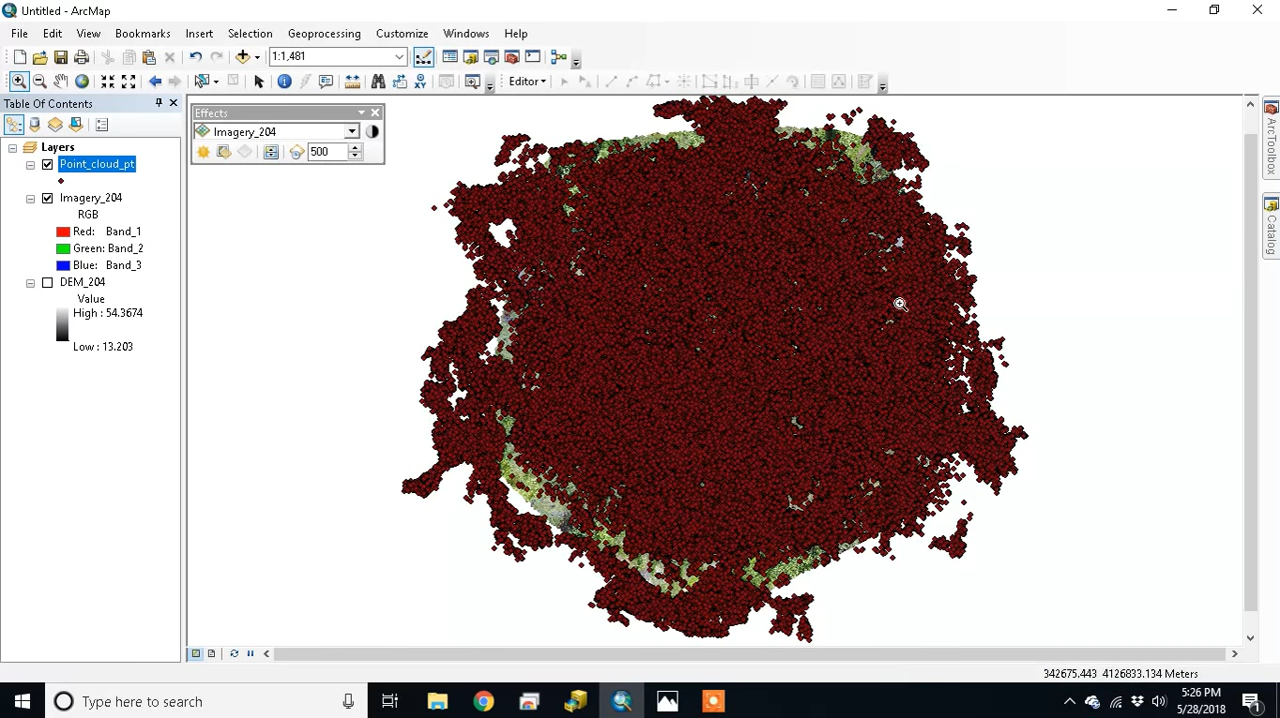 Untitled - ArcMap
File Edit View Bookmarks Insert Selection Geoprocessing Customize Windows Help
1:1,481
Editor
Table Of Contents
Layers
Point_cloud_pt
Imagery_204
RGB
Red: Band_1
Green: Band_2
Blue: Band_3
DEM_204
Value
High : 54.3674
Low : 13.203
Effects
Imagery_204
500
ArcToolbox
Catalog
342675.443 4126833.134 Meters
Type here to search
5:26 PM
5/28/2018
1